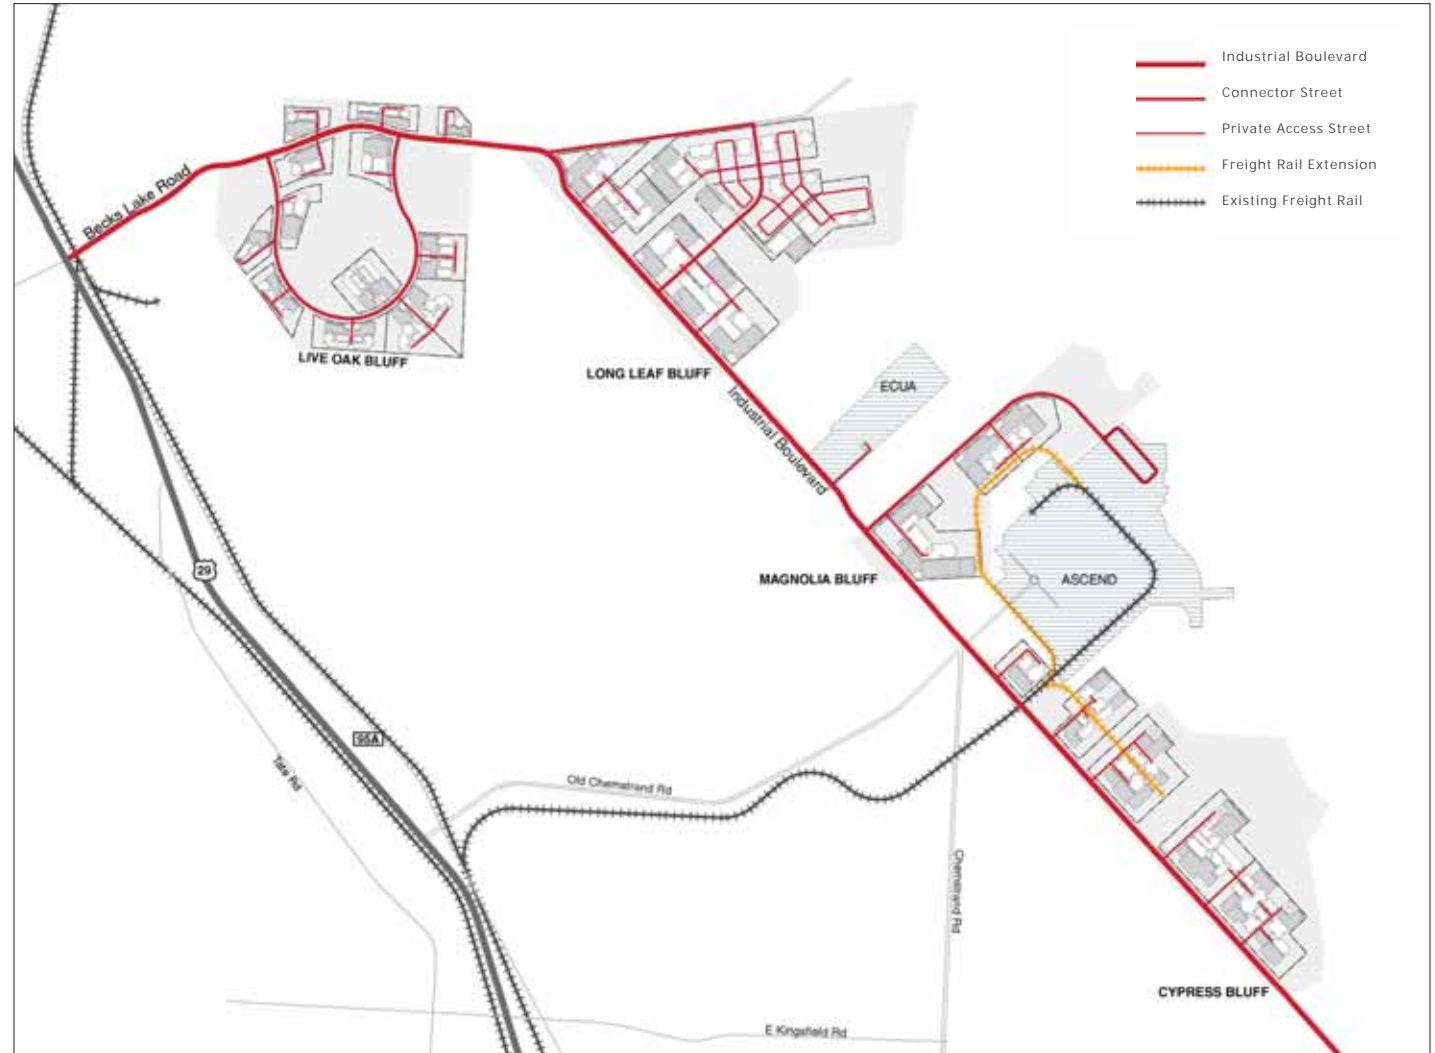 Industrial Boulevard
Connector Street
Private Access Street
Freight Rail Extension
Existing Freight Rail
Becks Lake Road
LIVE OAK BLUFF
LONG LEAF BLUFF
ECUA
Industrial Boulevard
MAGNOLIA BLUFF
ASCEND
29
95A
Tate Rd
Old Chemstrand Rd
Chemstrand Rd
CYPRESS BLUFF
E Kingsfield Rd